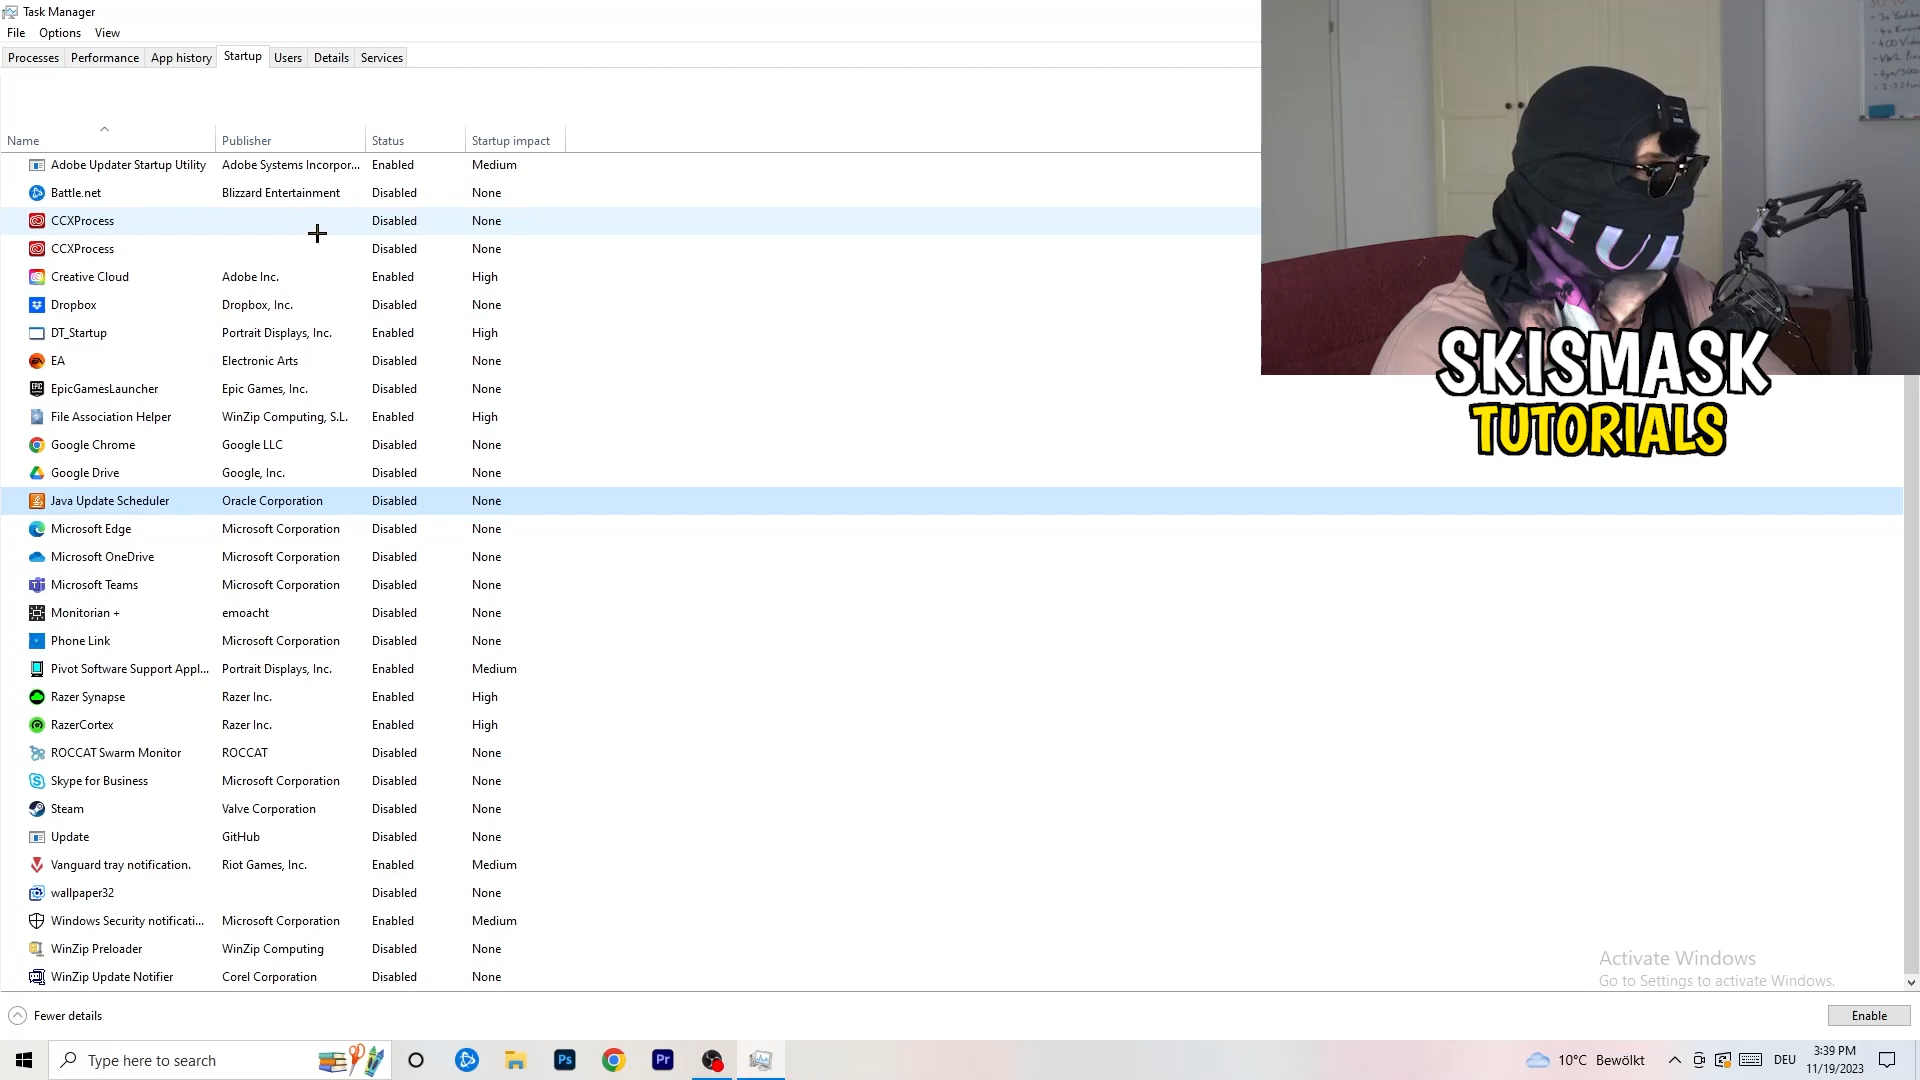 Task Manager
File Options View
Processes Performance App history Startup Users Details Services
Name Publisher Status Startup impact
Adobe Updater Startup Utility Adobe Systems Incorpor... Enabled Medium
Battle.net Blizzard Entertainment Disabled None
CCXProcess Disabled None
CCXProcess Disabled None
Creative Cloud Adobe Inc. Enabled High
Dropbox Dropbox, Inc. Disabled None
DT_Startup Portrait Displays, Inc. Enabled High
EA Electronic Arts Disabled None
EpicGamesLauncher Epic Games, Inc. Disabled None
File Association Helper WinZip Computing, S.L. Enabled High
Google Chrome Google LLC Disabled None
Google Drive Google, Inc. Disabled None
Java Update Scheduler Oracle Corporation Disabled None
Microsoft Edge Microsoft Corporation Disabled None
Microsoft OneDrive Microsoft Corporation Disabled None
Microsoft Teams Microsoft Corporation Disabled None
Monitorian + emoacht Disabled None
Phone Link Microsoft Corporation Disabled None
Pivot Software Support Appl... Portrait Displays, Inc. Enabled Medium
Razer Synapse Razer Inc. Enabled High
RazerCortex Razer Inc. Enabled High
ROCCAT Swarm Monitor ROCCAT Disabled None
Skype for Business Microsoft Corporation Disabled None
Steam Valve Corporation Disabled None
Update GitHub Disabled None
Vanguard tray notification. Riot Games, Inc. Enabled Medium
wallpaper32 Disabled None
Windows Security notificati... Microsoft Corporation Enabled Medium
WinZip Preloader WinZip Computing Disabled None
WinZip Update Notifier Corel Corporation Disabled None
SKISMASK
TUTORIALS
Activate Windows
Go to Settings to activate Windows.
Fewer details
Enable
Type here to search
Ps
Pr
10°C Bewölkt
DEU
3:39 PM
11/19/2023